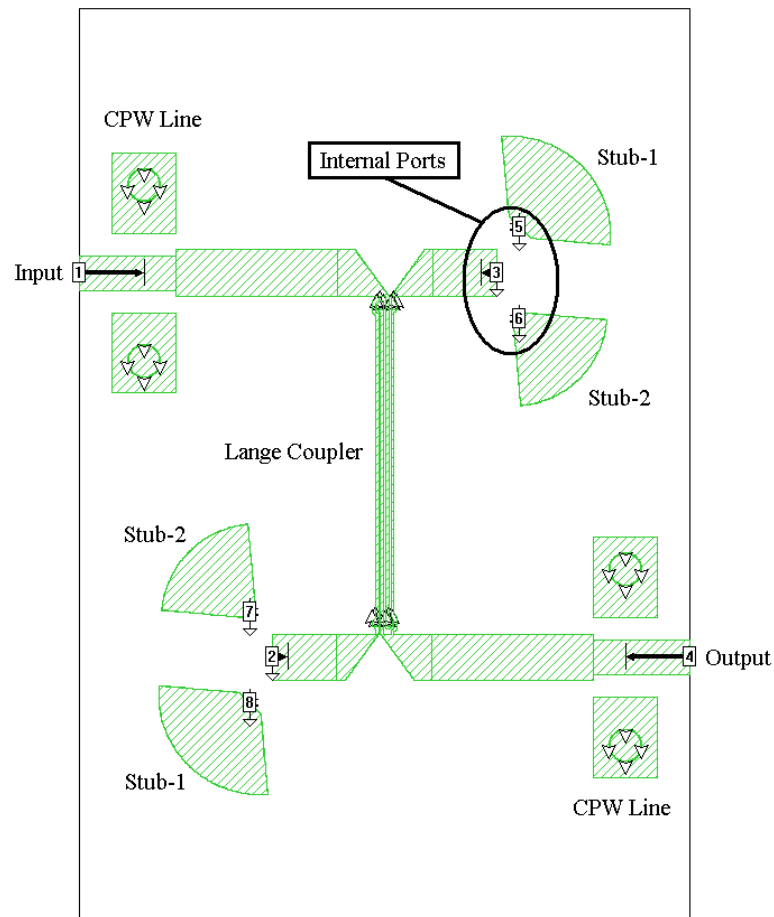 CPW Line
Internal Ports
Stub-1
5
Input
1
3
6
Stub-2
Lange Coupler
Stub-2
7
2
4
Output
8
Stub-1
CPW Line